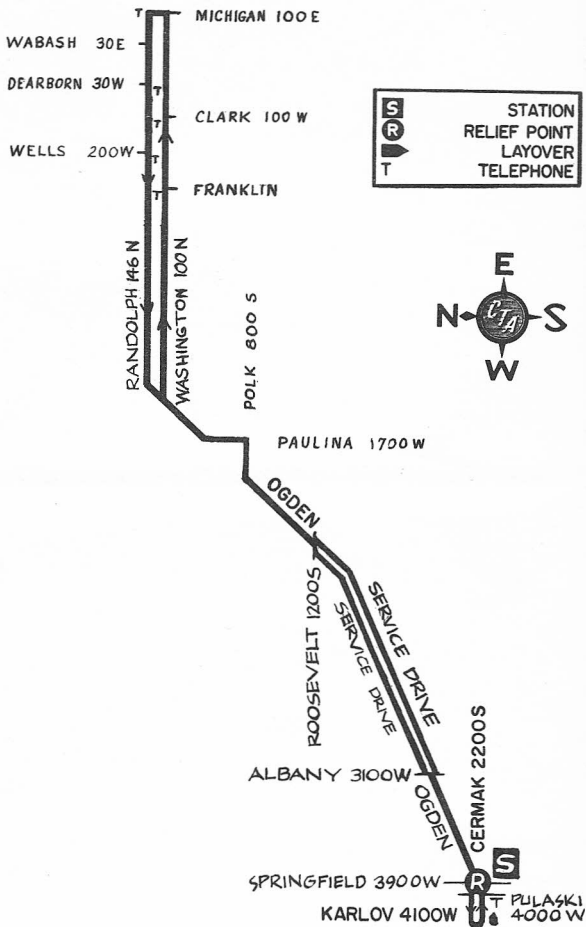 T
MICHIGAN 100E
WABASH 30E
DEARBORN 30W
T
T
CLARK 100 W
WELLS 200W
T
T
FRANKLIN
S STATION
R RELIEF POINT
LAYOVER
T TELEPHONE
E
N
CTA
S
W
RANDOLPH 146 N
WASHINGTON 100 N
POLK 800 S
PAULINA 1700 W
OGDEN
ROOSEVELT 1200S
SERVICE DRIVE
SERVICE DRIVE
ALBANY 3100W
OGDEN
CERMAK 2200S
S
SPRINGFIELD 3900W
R
T PULASKI
4000 W
KARLOV 4100W